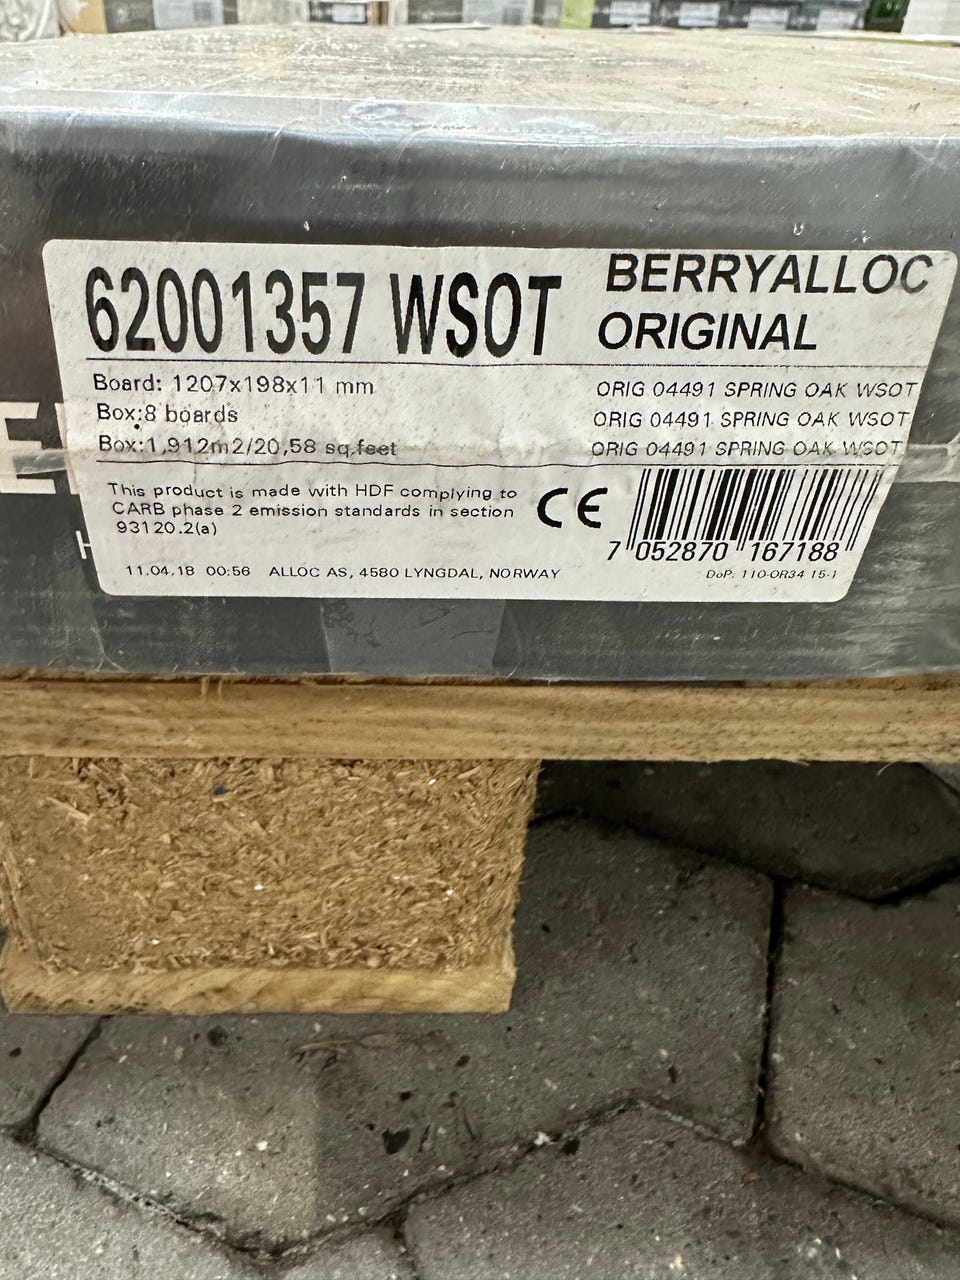 62001357 WSOT
BERRYALLOC
ORIGINAL
Board: 1207x198x11 mm
Box:8 boards
Box:1,912m2/20,58 sq.feet
ORIG 04491 SPRING OAK WSOT
ORIG 04491 SPRING OAK WSOT
ORIG 04491 SPRING OAK WSOT
This product is made with HDF complying to
CARB phase 2 emission standards in section
93120.2(a)
CE
7 052870 167188
11.04.18 00:56 ALLOC AS, 4580 LYNGDAL, NORWAY
DoP: 110-OR34 15-1